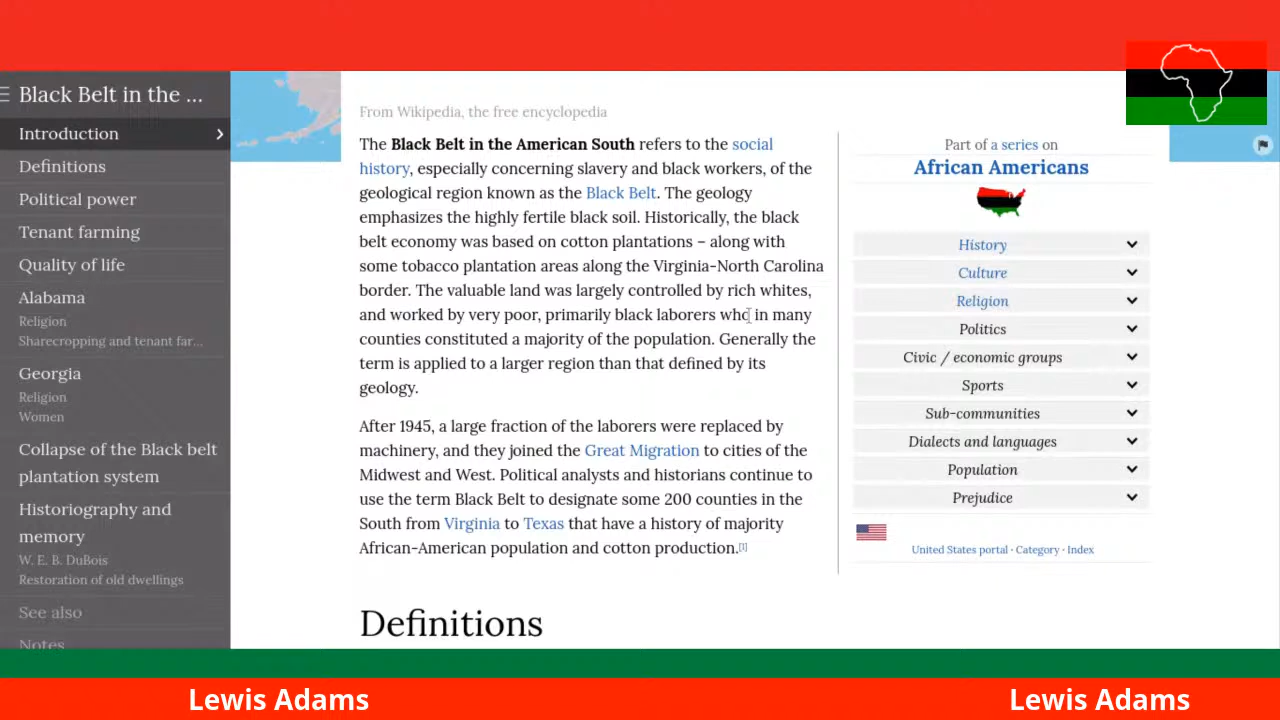 Black Belt in the ...
Introduction
Definitions
Political power
Tenant farming
Quality of life
Alabama
Religion
Sharecropping and tenant far...
Georgia
Religion
Women
Collapse of the Black belt
plantation system
Historiography and
memory
W. E. B. DuBois
Restoration of old dwellings
See also
Notes
From Wikipedia, the free encyclopedia
The Black Belt in the American South refers to the social
history, especially concerning slavery and black workers, of the
geological region known as the Black Belt. The geology
emphasizes the highly fertile black soil. Historically, the black
belt economy was based on cotton plantations – along with
some tobacco plantation areas along the Virginia-North Carolina
border. The valuable land was largely controlled by rich whites,
and worked by very poor, primarily black laborers who in many
counties constituted a majority of the population. Generally the
term is applied to a larger region than that defined by its
geology.
After 1945, a large fraction of the laborers were replaced by
machinery, and they joined the Great Migration to cities of the
Midwest and West. Political analysts and historians continue to
use the term Black Belt to designate some 200 counties in the
South from Virginia to Texas that have a history of majority
African-American population and cotton production.[1]
Definitions
Part of a series on
African Americans
History
Culture
Religion
Politics
Civic / economic groups
Sports
Sub-communities
Dialects and languages
Population
Prejudice
United States portal · Category · Index
Lewis Adams
Lewis Adams